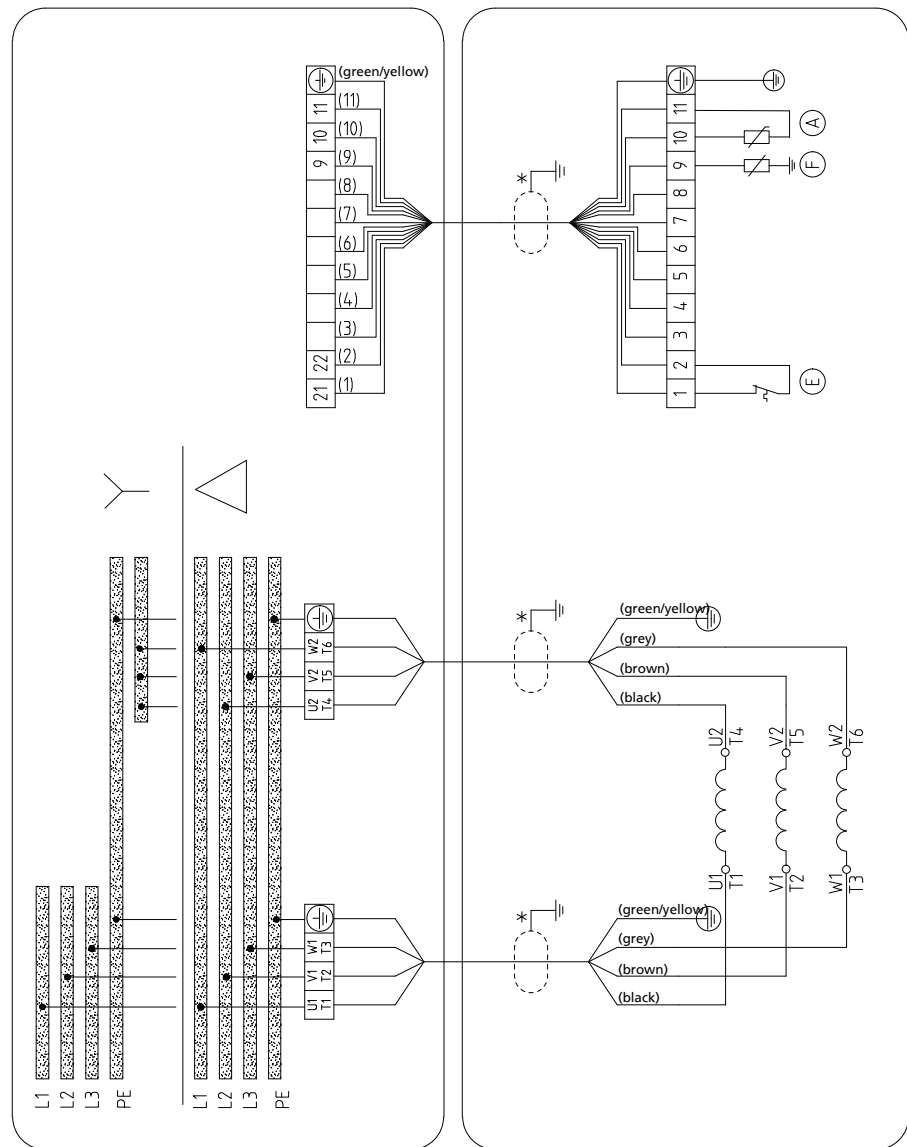 (green/yellow)
11
(11)
10
(10)
9
(9)
(8)
(7)
(6)
(5)
(4)
(3)
22
(2)
21
(1)
*
11
10
9
8
7
6
5
4
3
2
1
A
F
E
W2
T6
V2
T5
U2
T4
*
(green/yellow)
(grey)
(brown)
(black)
U2
T4
V2
T5
W2
T6
U1
T1
V1
T2
W1
T3
W1
T3
V1
T2
U1
T1
*
(green/yellow)
(grey)
(brown)
(black)
L1
L2
L3
PE
L1
L2
L3
PE